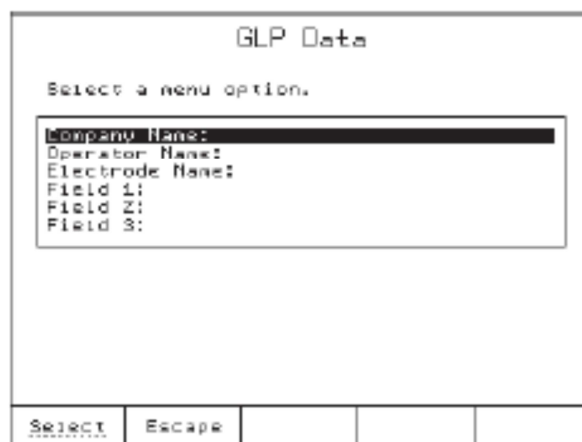 GLP Data
Select a menu option.
Company Name:
Operator Name:
Electrode Name:
Field 1:
Field 2:
Field 3:
Select Escape